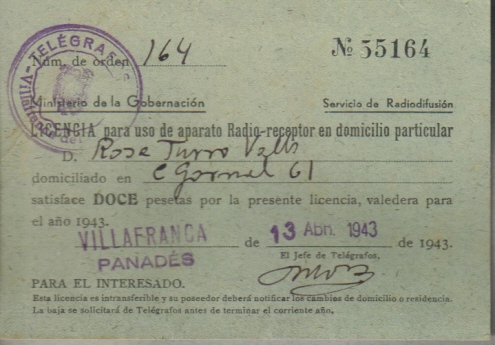 TELÉGRAFOS
Núm. de orden 164
Nº 55164
Ministerio de la Gobernación
Servicio de Radiodifusión
LICENCIA para uso de aparato Radio-receptor en domicilio particular
D. Rosa Turro Valls
domiciliado en C Gornal 61
satisface DOCE pesetas por la presente licencia, valedera para
el año 1943.
VILLAFRANCA PANADÉS de 13 Abr. 1943 de 1943.
El Jefe de Telégrafos,
PARA EL INTERESADO.
Esta licencia es intransferible y su poseedor deberá notificar los cambios de domicilio o residencia.
La baja se solicitará de Telégrafos antes de terminar el corriente año.